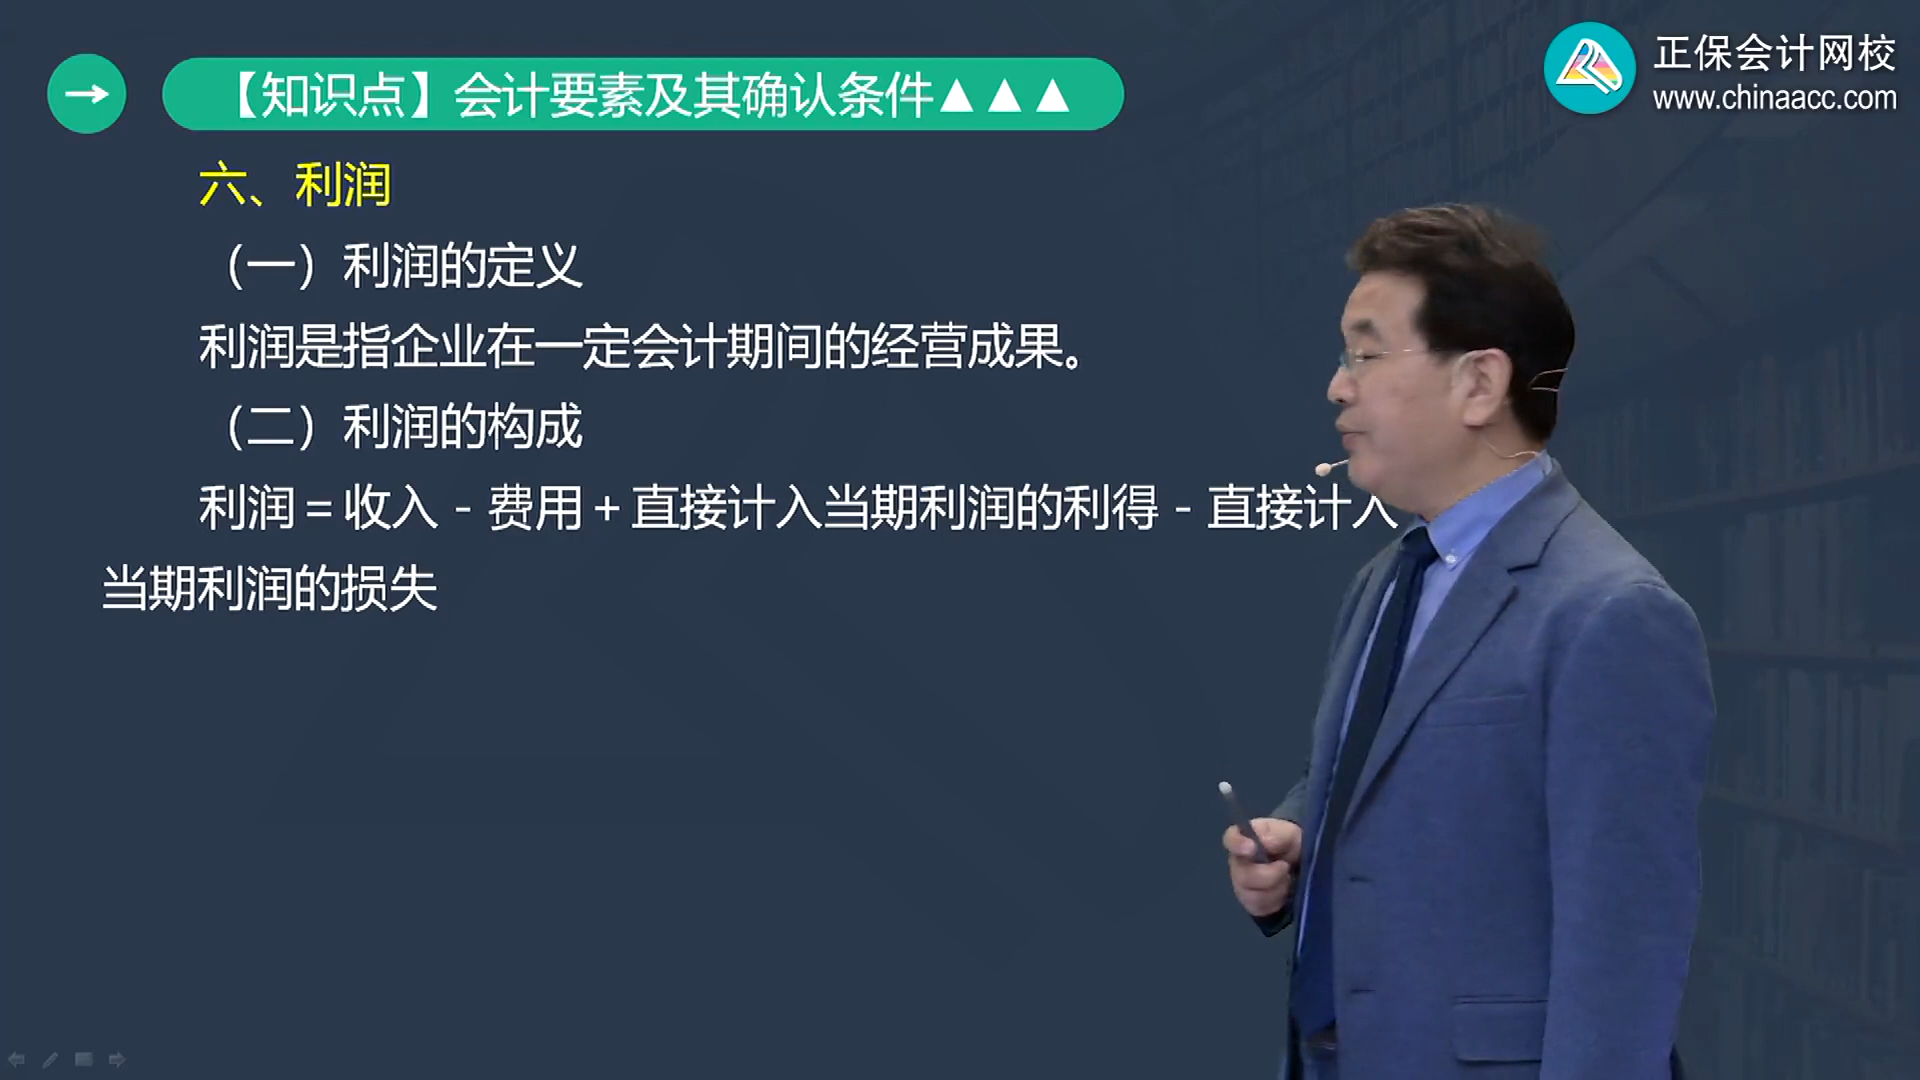 【知识点】会计要素及其确认条件▲▲▲
正保会计网校
www.chinaacc.com
六、利润
（一）利润的定义
利润是指企业在一定会计期间的经营成果。
（二）利润的构成
利润＝收入－费用＋直接计入当期利润的利得－直接计入
当期利润的损失